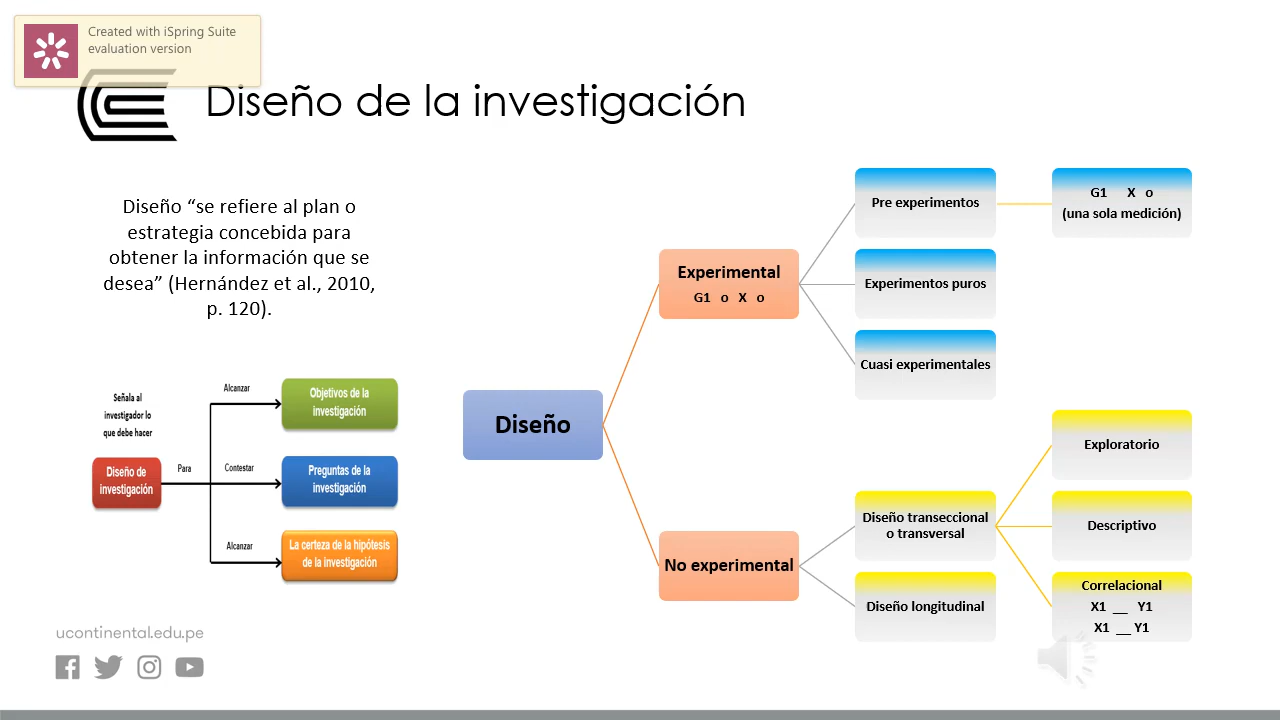 Created with iSpring Suite
evaluation version
Diseño de la investigación
Diseño “se refiere al plan o
estrategia concebida para
obtener la información que se
desea” (Hernández et al., 2010,
p. 120).
Señala al
investigador lo
que debe hacer
Diseño de
investigación
Para
Alcanzar
Objetivos de la
investigación
Contestar
Preguntas de la
investigación
Alcanzar
La certeza de la hipótesis
de la investigación
Diseño
Experimental
G1 o X o
Pre experimentos
G1 X o
(una sola medición)
Experimentos puros
Cuasi experimentales
No experimental
Diseño transeccional
o transversal
Exploratorio
Descriptivo
Correlacional
X1 __ Y1
X1 __ Y1
Diseño longitudinal
ucontinental.edu.pe